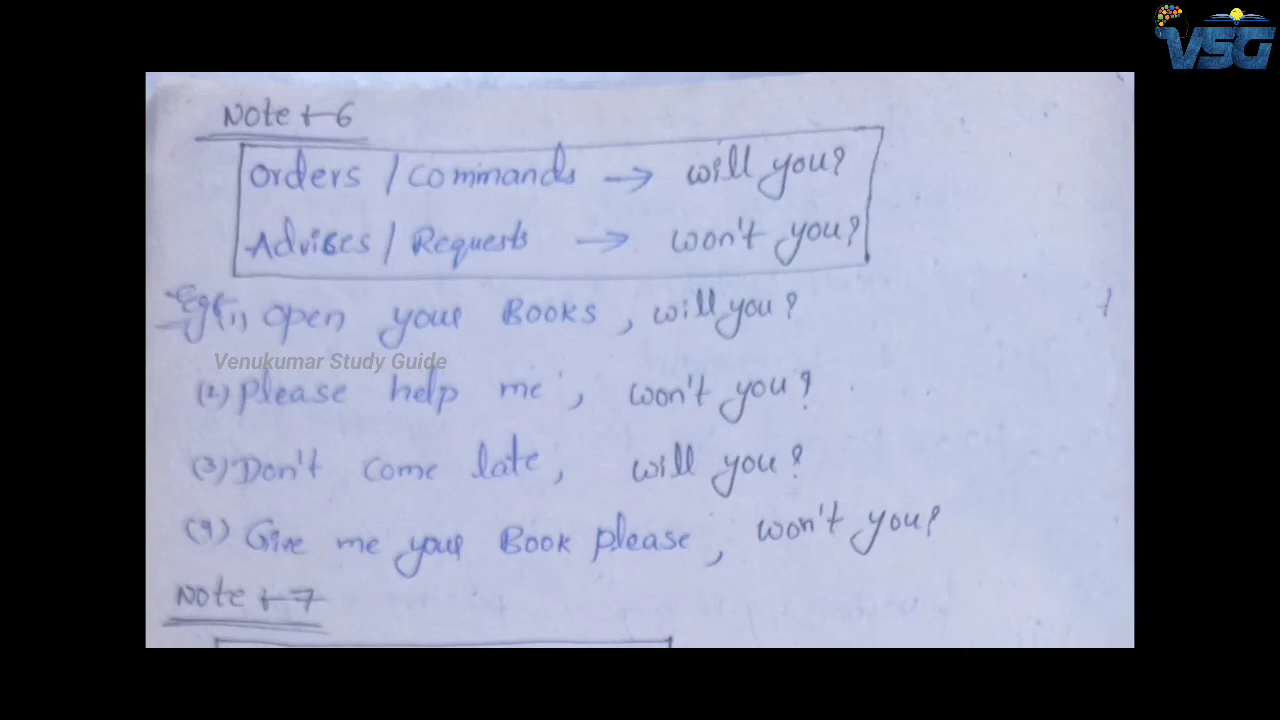 VSG
Note :- 6
Orders / Commands → will you?
Advises / Requests → won't you?
Eg:- (1) Open your Books, will you?
Venukumar Study Guide
(2) Please help me, won't you?
(3) Don't come late, will you?
(4) Give me your Book please, won't you?
Note :- 7